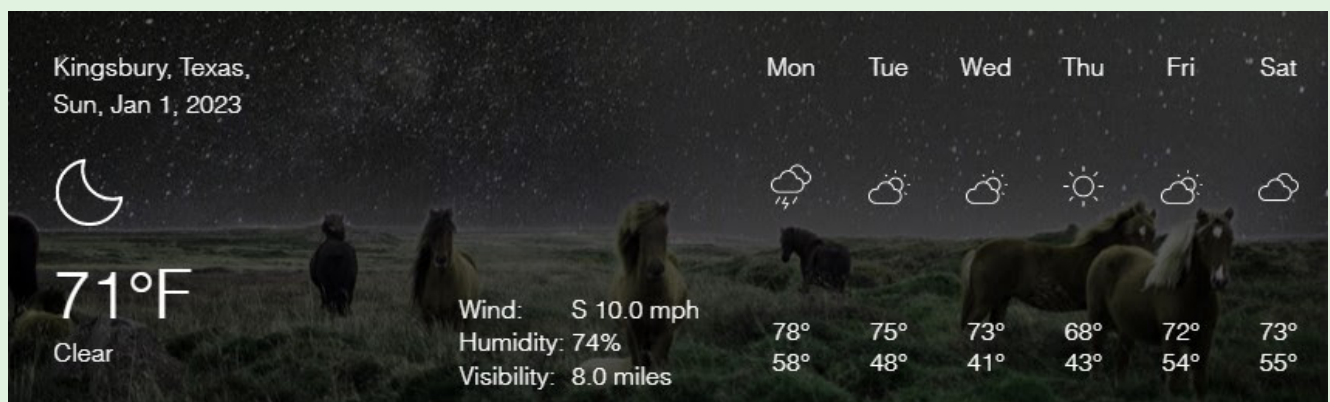 Kingsbury, Texas,
Sun, Jan 1, 2023
71°F
Clear
Wind: S 10.0 mph
Humidity: 74%
Visibility: 8.0 miles
Mon Tue Wed Thu Fri Sat
78° 75° 73° 68° 72° 73°
58° 48° 41° 43° 54° 55°